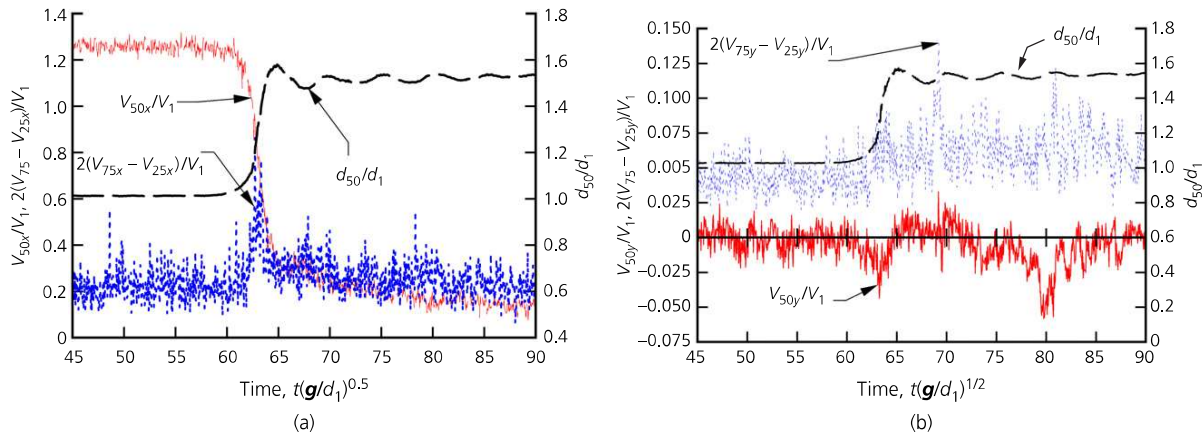 1.4
1.2
1.0
0.8
0.6
0.4
0.2
0
V50x/V1, 2(V75 − V25x)/V1
V50x/V1
2(V75x − V25x)/V1
d50/d1
1.8
1.6
1.4
1.2
1.0
0.8
0.6
0.4
d50/d1
45 50 55 60 65 70 75 80 85 90
Time, t(g/d1)^0.5
(a)
0.150
0.125
0.100
0.075
0.005
0.025
0
−0.025
−0.050
−0.075
V50y/V1, 2(V75 − V25y)/V1
2(V75y − V25y)/V1
d50/d1
V50y/V1
1.8
1.6
1.4
1.2
1.0
0.8
0.6
0.4
0.2
0
d50/d1
45 50 55 60 65 70 75 80 85 90
Time, t(g/d1)^1/2
(b)